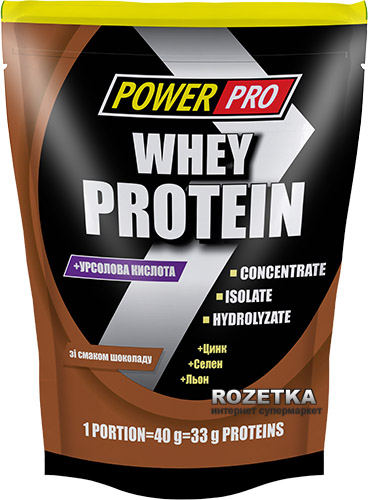 POWER PRO
WHEY
PROTEIN
+УРСОЛОВА КИСЛОТА
CONCENTRATE
ISOLATE
HYDROLYZATE
+Цинк
+Селен
+Льон
зі смаком шоколаду
ROZETKA
интернет супермаркет
1 PORTION=40 g=33 g PROTEINS